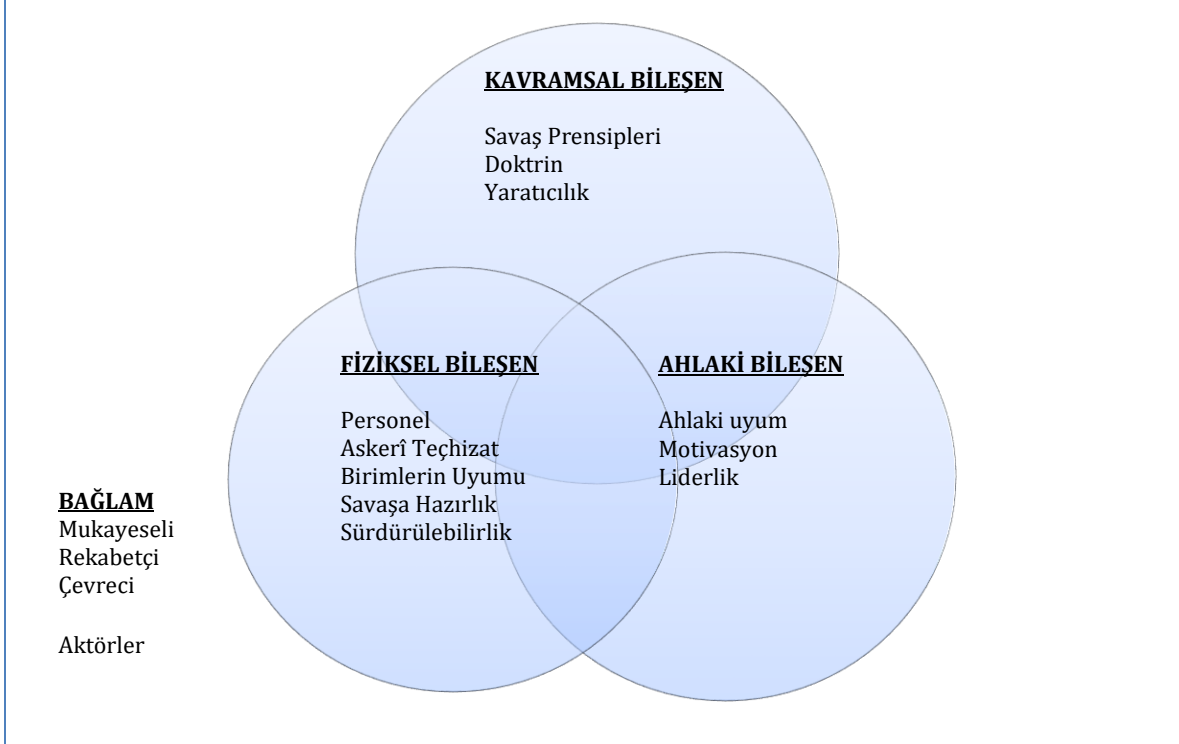 KAVRAMSAL BİLEŞEN
Savaş Prensipleri
Doktrin
Yaratıcılık
FİZİKSEL BİLEŞEN
Personel
Askerî Teçhizat
Birimlerin Uyumu
Savaşa Hazırlık
Sürdürülebilirlik
AHLAKİ BİLEŞEN
Ahlaki uyum
Motivasyon
Liderlik
BAĞLAM
Mukayeseli
Rekabetçi
Çevreci
Aktörler